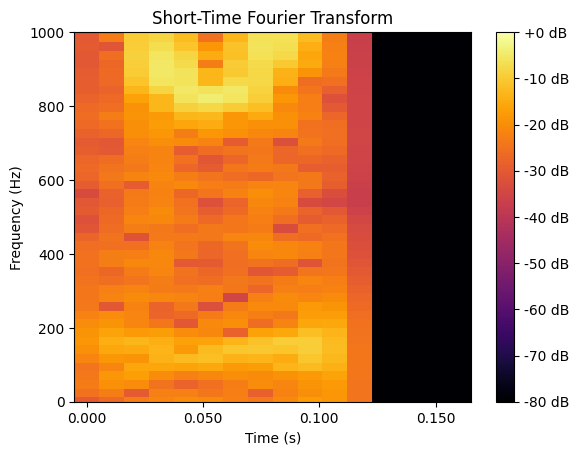 Short-Time Fourier Transform
1000
800
600
400
200
0
Frequency (Hz)
0.000
0.050
0.100
0.150
Time (s)
+0 dB
-10 dB
-20 dB
-30 dB
-40 dB
-50 dB
-60 dB
-70 dB
-80 dB